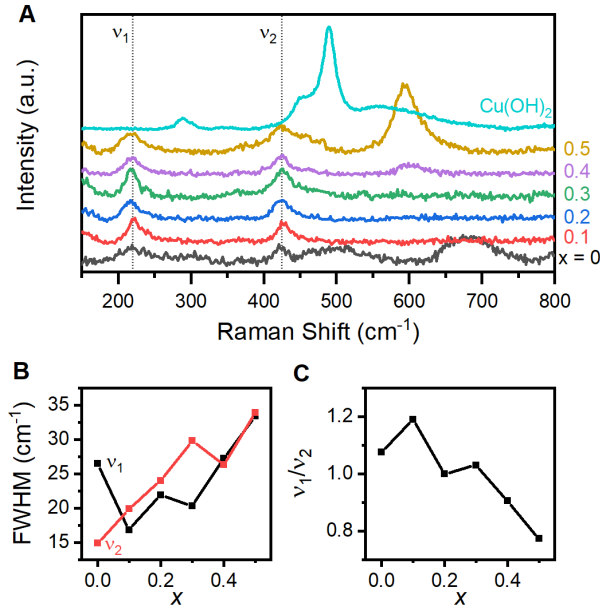 A
ν₁
ν₂
Cu(OH)₂
0.5
0.4
0.3
0.2
0.1
x = 0
Intensity (a.u.)
200 300 400 500 600 700 800
Raman Shift (cm⁻¹)
B
35
30
25
20
15
FWHM (cm⁻¹)
ν₁
ν₂
0.0 0.2 0.4
x
C
1.2
1.0
0.8
ν₁/ν₂
0.0 0.2 0.4
x